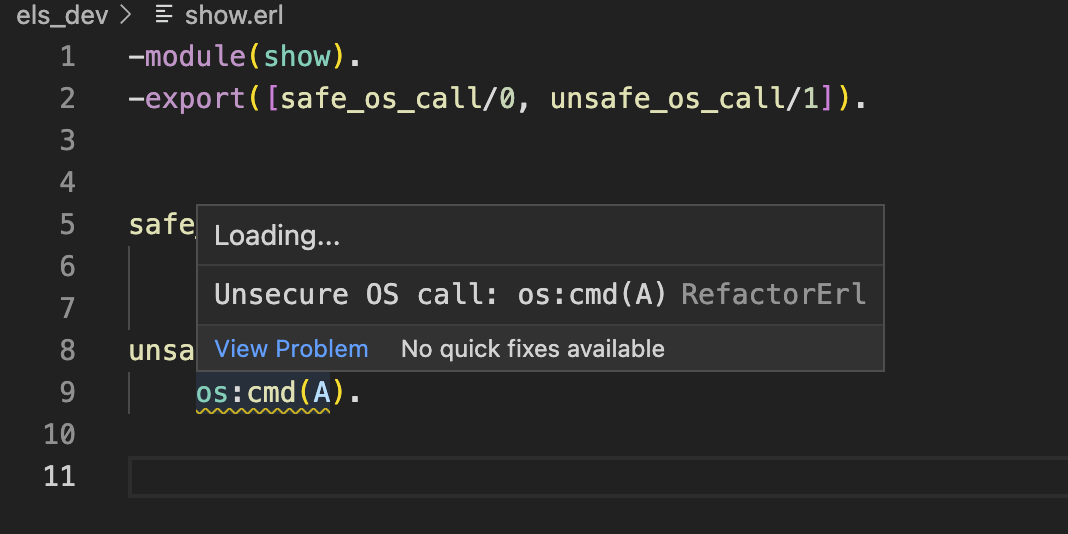 els_dev > show.erl
1 -module(show).
2 -export([safe_os_call/0, unsafe_os_call/1]).
3
4
5 safe_
Loading...
6
Unsecure OS call: os:cmd(A) RefactorErl
7
8 unsa
View Problem No quick fixes available
9 os:cmd(A).
10
11